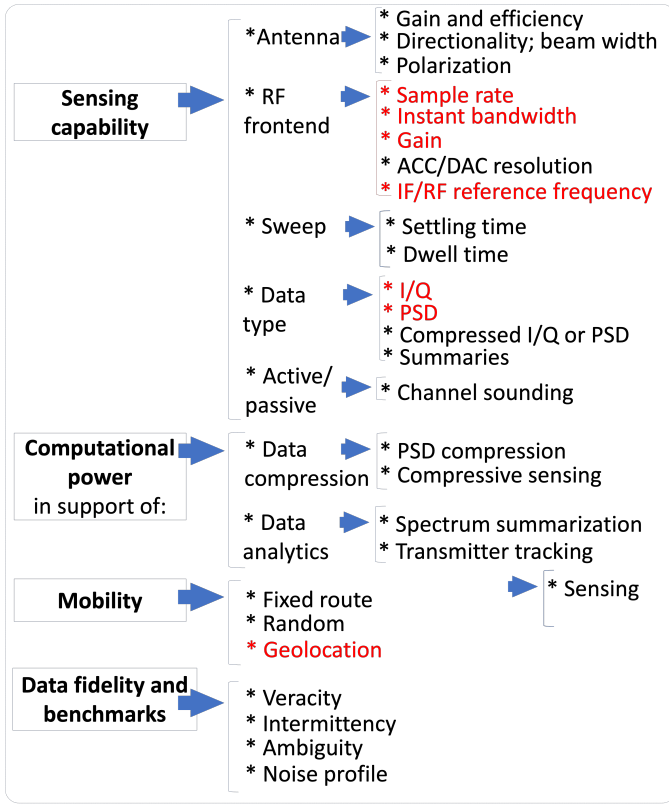 Sensing
capability
*Antenna
* Gain and efficiency
* Directionality; beam width
* Polarization
* RF
frontend
* Sample rate
* Instant bandwidth
* Gain
* ACC/DAC resolution
* IF/RF reference frequency
* Sweep
* Settling time
* Dwell time
* Data
type
* I/Q
* PSD
* Compressed I/Q or PSD
* Summaries
* Active/
passive
* Channel sounding
Computational
power
in support of:
* Data
compression
* PSD compression
* Compressive sensing
* Data
analytics
* Spectrum summarization
* Transmitter tracking
* Sensing
Mobility
* Fixed route
* Random
* Geolocation
Data fidelity and
benchmarks
* Veracity
* Intermittency
* Ambiguity
* Noise profile